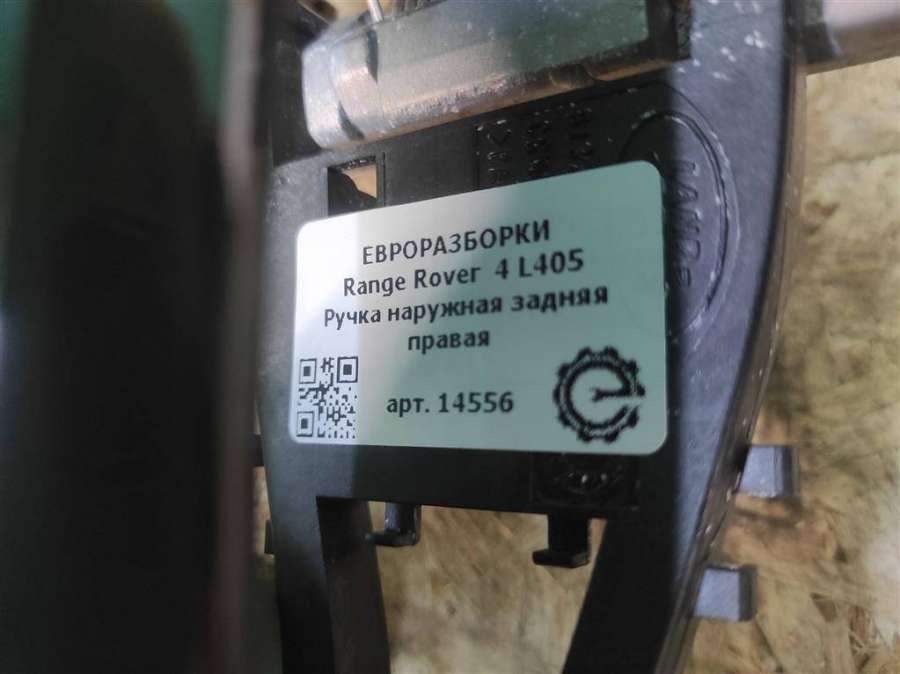 ЕВРОРАЗБОРКИ
Range Rover 4 L405
Ручка наружная задняя
правая
арт. 14556